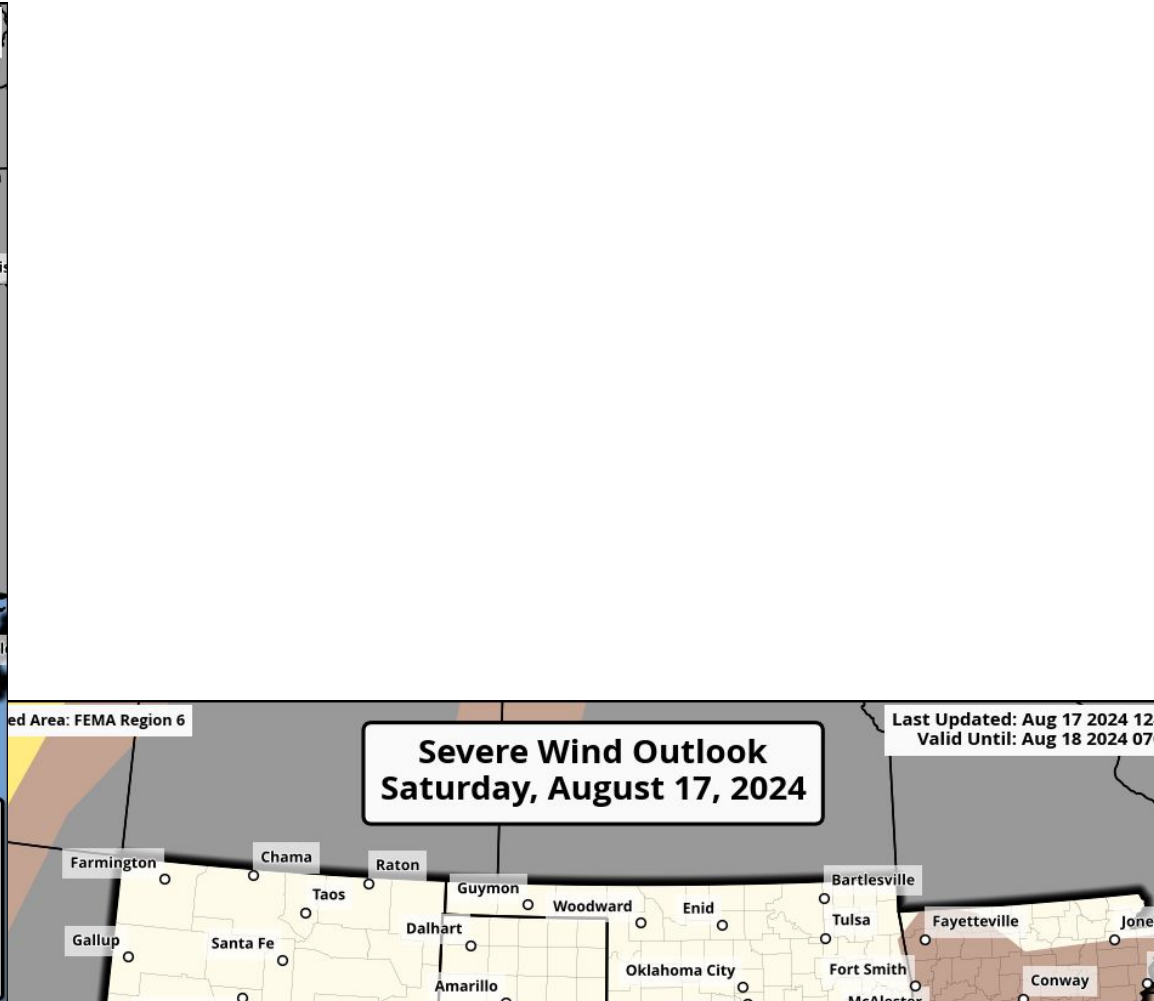 ed Area: FEMA Region 6
Last Updated: Aug 17 2024 12
Valid Until: Aug 18 2024 07
Severe Wind Outlook
Saturday, August 17, 2024
Farmington
Chama
Raton
Taos
Guymon
Woodward
Enid
Bartlesville
Tulsa
Fayetteville
Jone
Gallup
Santa Fe
Dalhart
Oklahoma City
Fort Smith
Conway
Amarillo
McAlester